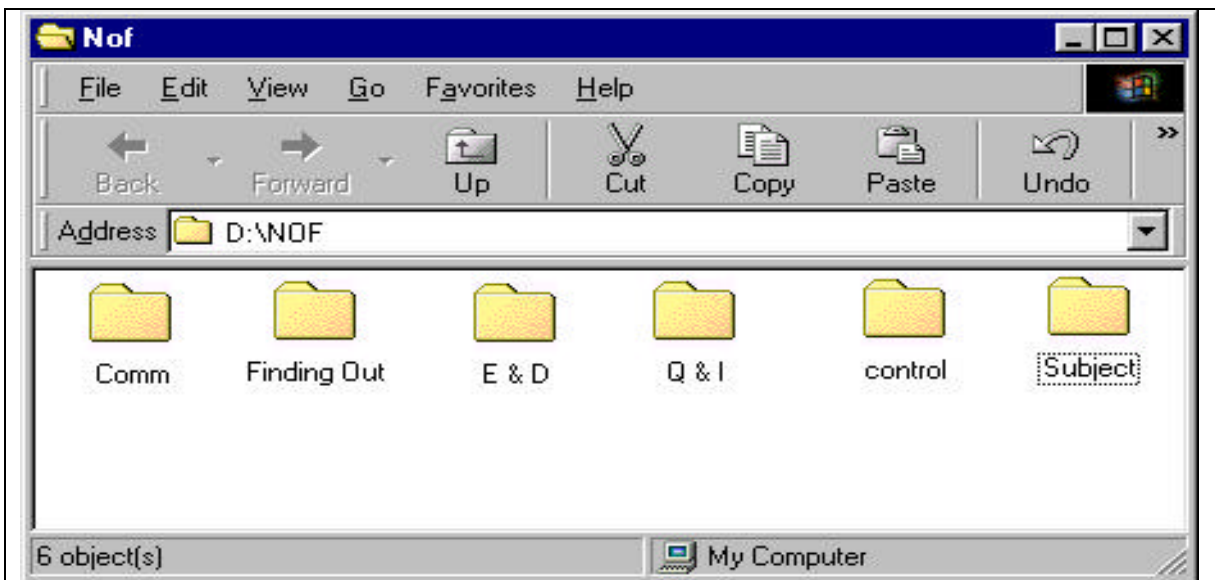 Nof
File Edit View Go Favorites Help
Back Forward Up Cut Copy Paste Undo »
Address D:\NOF
Comm Finding Out E & D Q & I control Subject
6 object(s) My Computer